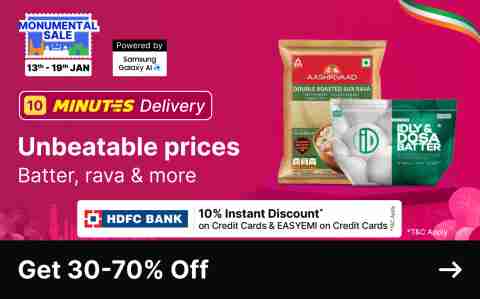 MONUMENTAL
SALE
13th - 19th JAN
Powered by
Samsung
Galaxy AI
10 MINUTES Delivery
Unbeatable prices
Batter, rava & more
AASHIRVAAD
DOUBLE ROASTED SUJI RAVA
iD
IDLY &
DOSA
BATTER
HDFC BANK
10% Instant Discount*
on Credit Cards & EASYEMI on Credit Cards
*T&C Apply
*T&C Apply
Get 30-70% Off